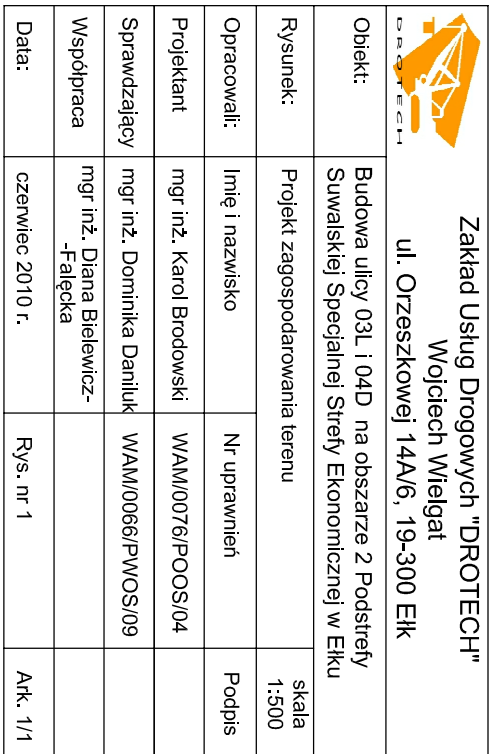 DROTECH
Zakład Usług Drogowych "DROTECH"
Wojciech Wielgat
ul. Orzeszkowej 14A/6, 19-300 Ełk
Obiekt:
Budowa ulicy 03L i 04D na obszarze 2 Podstrefy
Suwalskiej Specjalnej Strefy Ekonomicznej w Ełku
Rysunek:
Projekt zagospodarowania terenu
skala
1:500
Opracowali:
Imię i nazwisko
Nr uprawnień
Podpis
Projektant
mgr inż. Karol Brodowski
WAM/0076/POOS/04
Sprawdzający
mgr inż. Dominika Daniluk
WAM/0066/PWOS/09
Współpraca
mgr inż. Diana Bielewicz-
-Falęcka
Data:
czerwiec 2010 r.
Rys. nr 1
Ark. 1/1